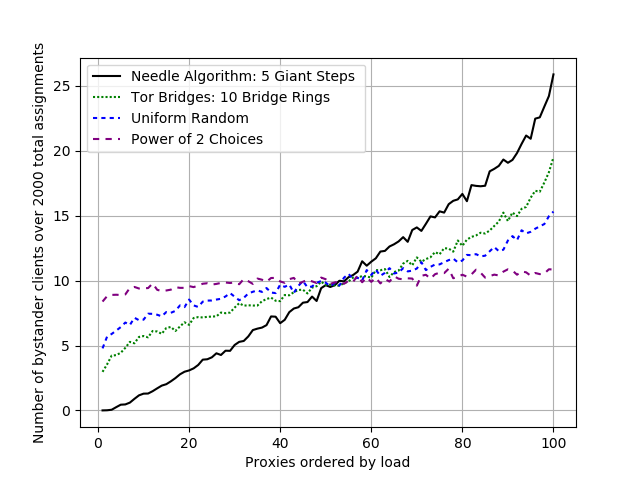 Needle Algorithm: 5 Giant Steps
Tor Bridges: 10 Bridge Rings
Uniform Random
Power of 2 Choices
Number of bystander clients over 2000 total assignments
25
20
15
10
5
0
0 20 40 60 80 100
Proxies ordered by load